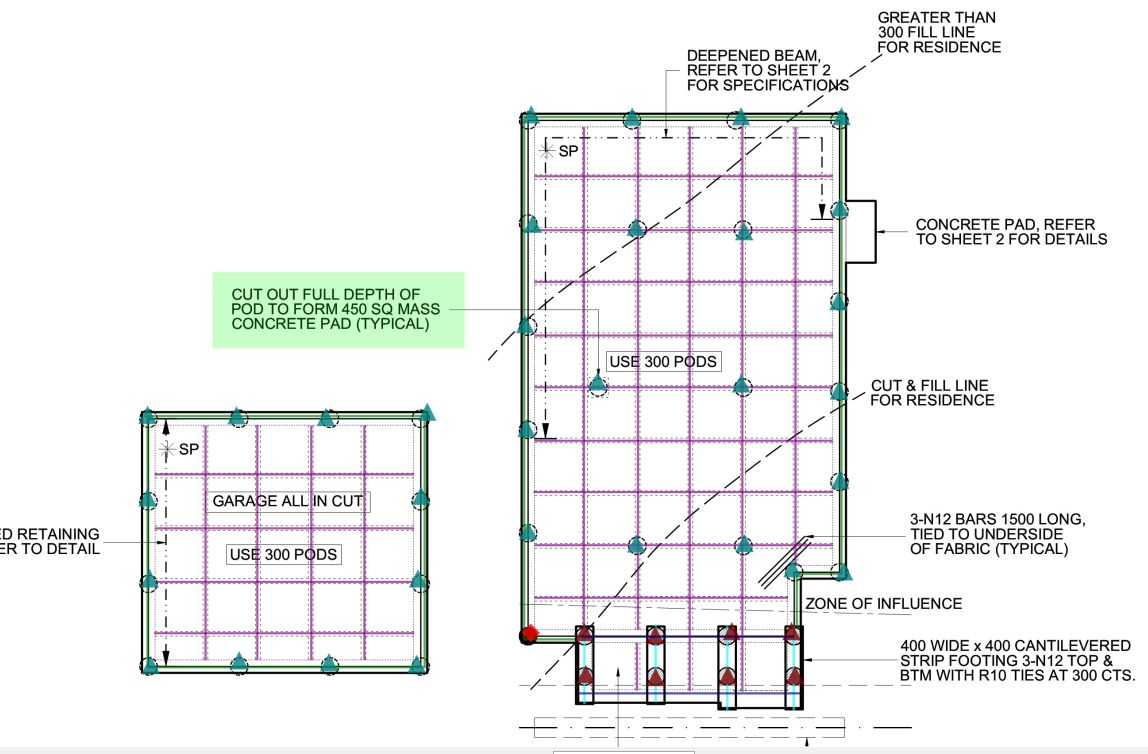 GREATER THAN
300 FILL LINE
FOR RESIDENCE
DEEPENED BEAM,
REFER TO SHEET 2
FOR SPECIFICATIONS
SP
CONCRETE PAD, REFER
TO SHEET 2 FOR DETAILS
CUT OUT FULL DEPTH OF
POD TO FORM 450 SQ MASS
CONCRETE PAD (TYPICAL)
USE 300 PODS
CUT & FILL LINE
FOR RESIDENCE
SP
GARAGE ALL IN CUT
USE 300 PODS
ED RETAINING
ER TO DETAIL
3-N12 BARS 1500 LONG,
TIED TO UNDERSIDE
OF FABRIC (TYPICAL)
ZONE OF INFLUENCE
400 WIDE x 400 CANTILEVERED
STRIP FOOTING 3-N12 TOP &
BTM WITH R10 TIES AT 300 CTS.